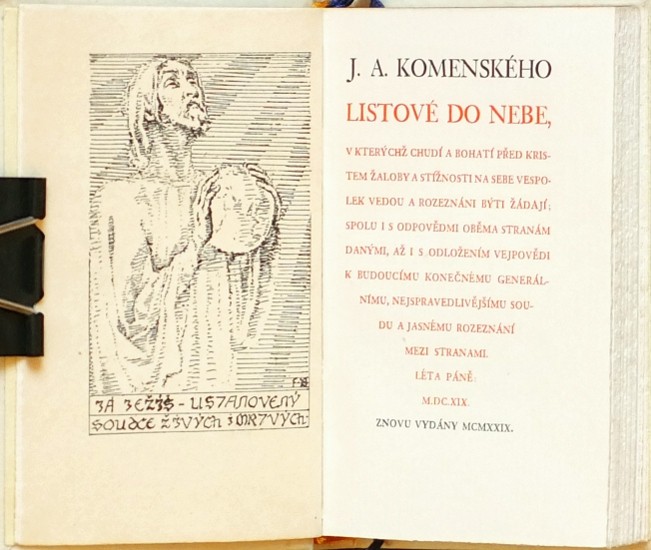 JÁ JEŽÍŠ - USTANOVENÝ
SOUDCE ŽIVÝCH I MRTVÝCH
FB
J. A. KOMENSKÉHO
LISTOVÉ DO NEBE,
V KTERÝCHŽ CHUDÍ A BOHATÍ PŘED KRIS-
TEM ŽALOBY A STÍŽNOSTI NA SEBE VESPO-
LEK VEDOU A ROZEZNÁNI BÝTI ŽÁDAJÍ;
SPOLU I S ODPOVĚDMI OBĚMA STRANÁM
DANÝMI, AŽ I S ODLOŽENÍM VEJPOVĚDI
K BUDOUCÍMU KONEČNÉMU GENERÁL-
NÍMU, NEJSPRAVEDLIVĚJŠÍMU SOU-
DU A JASNÉMU ROZEZNÁNÍ
MEZI STRANAMI.
LÉTA PÁNĚ:
M.DC.XIX.
ZNOVU VYDÁNY MCMXXIX.